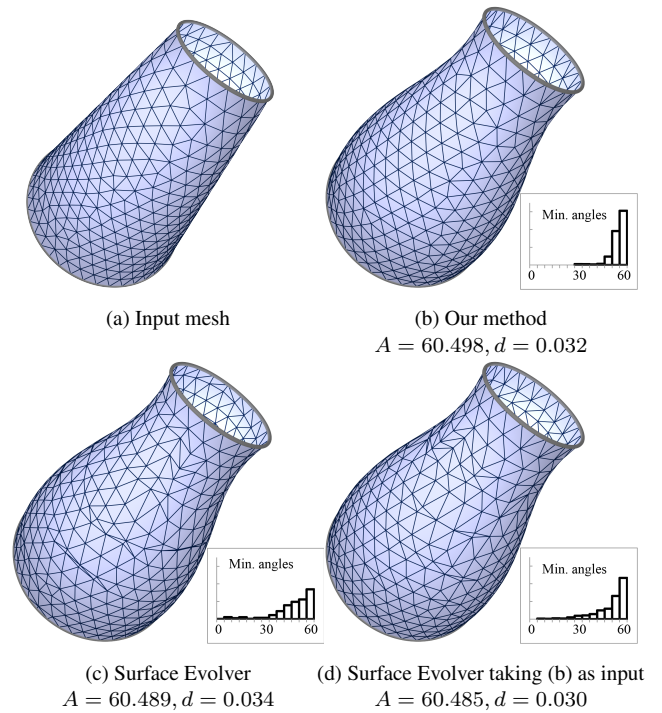 Min. angles
0 30 60
(a) Input mesh
(b) Our method
A = 60.498, d = 0.032
Min. angles
0 30 60
Min. angles
0 30 60
(c) Surface Evolver
A = 60.489, d = 0.034
(d) Surface Evolver taking (b) as input
A = 60.485, d = 0.030